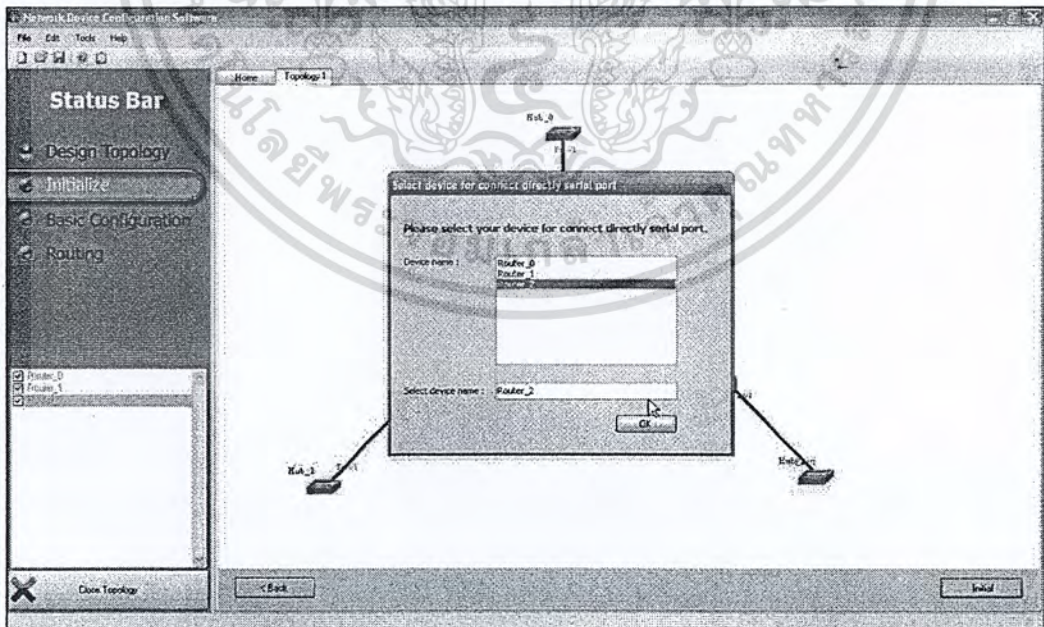 Network Device Configuration Software
File Edit Tools Help
Home Topology 1
Status Bar
Design Topology
Initialize
Basic Configuration
Routing
Hub_0
Select device for connect directly serial port
Please select your device for connect directly serial port.
Device name :
Router_0
Router_1
Router_2
Select device name : Router_2
OK
Router_0
Router_1
Hub_1
Close Topology
< Back
Initial